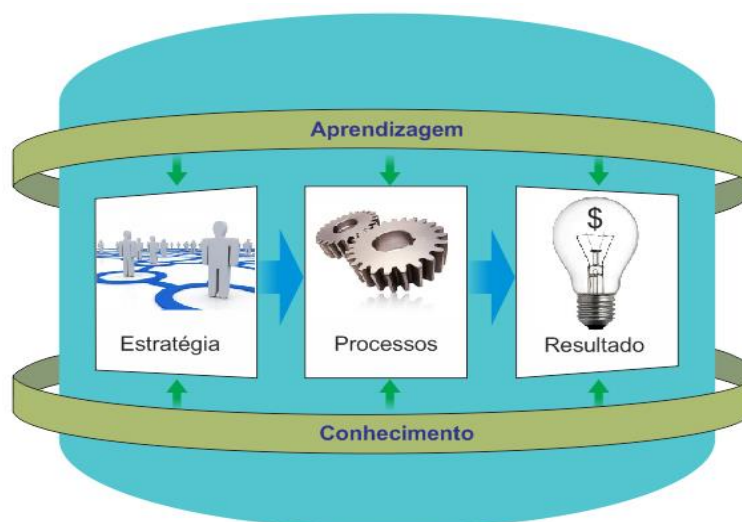 Aprendizagem
$
Estratégia
Processos
Resultado
Conhecimento